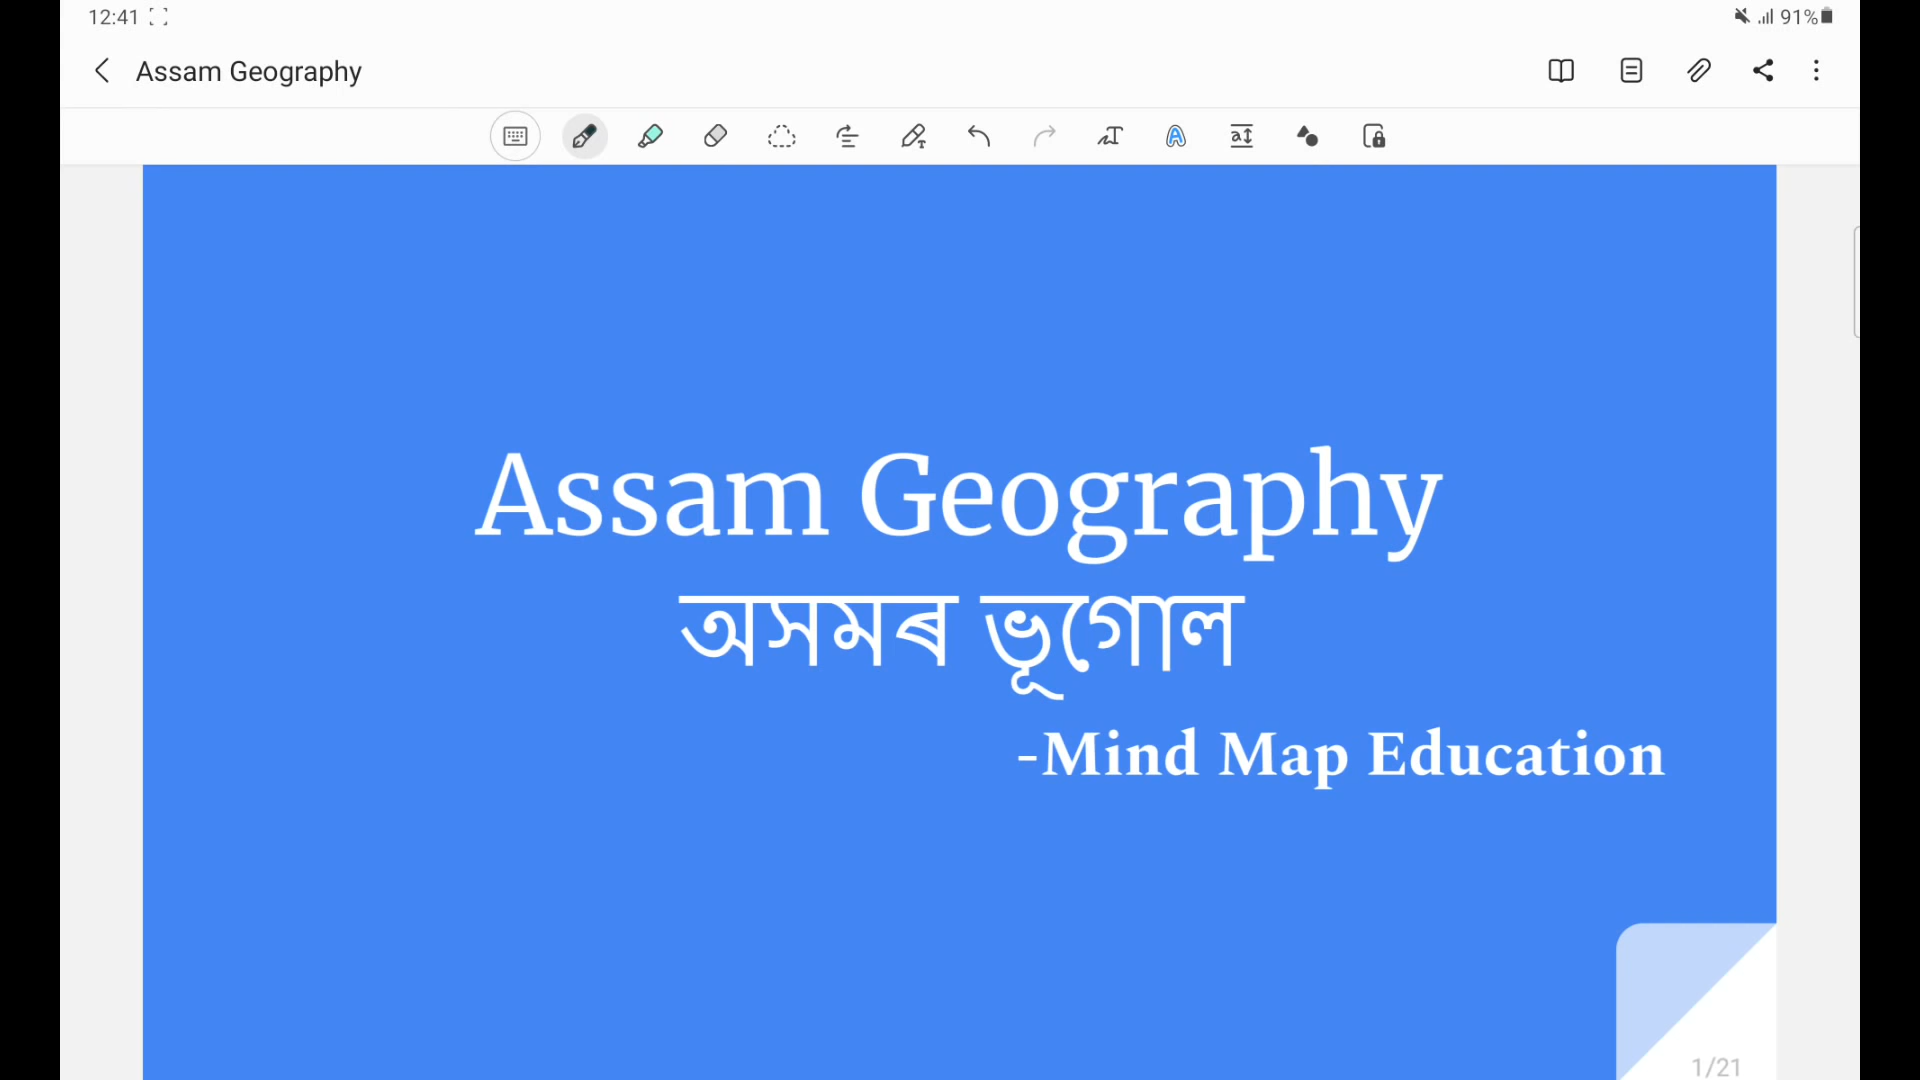 12:41 91%
Assam Geography
Assam Geography
অসমৰ ভূগোল
-Mind Map Education
1/21